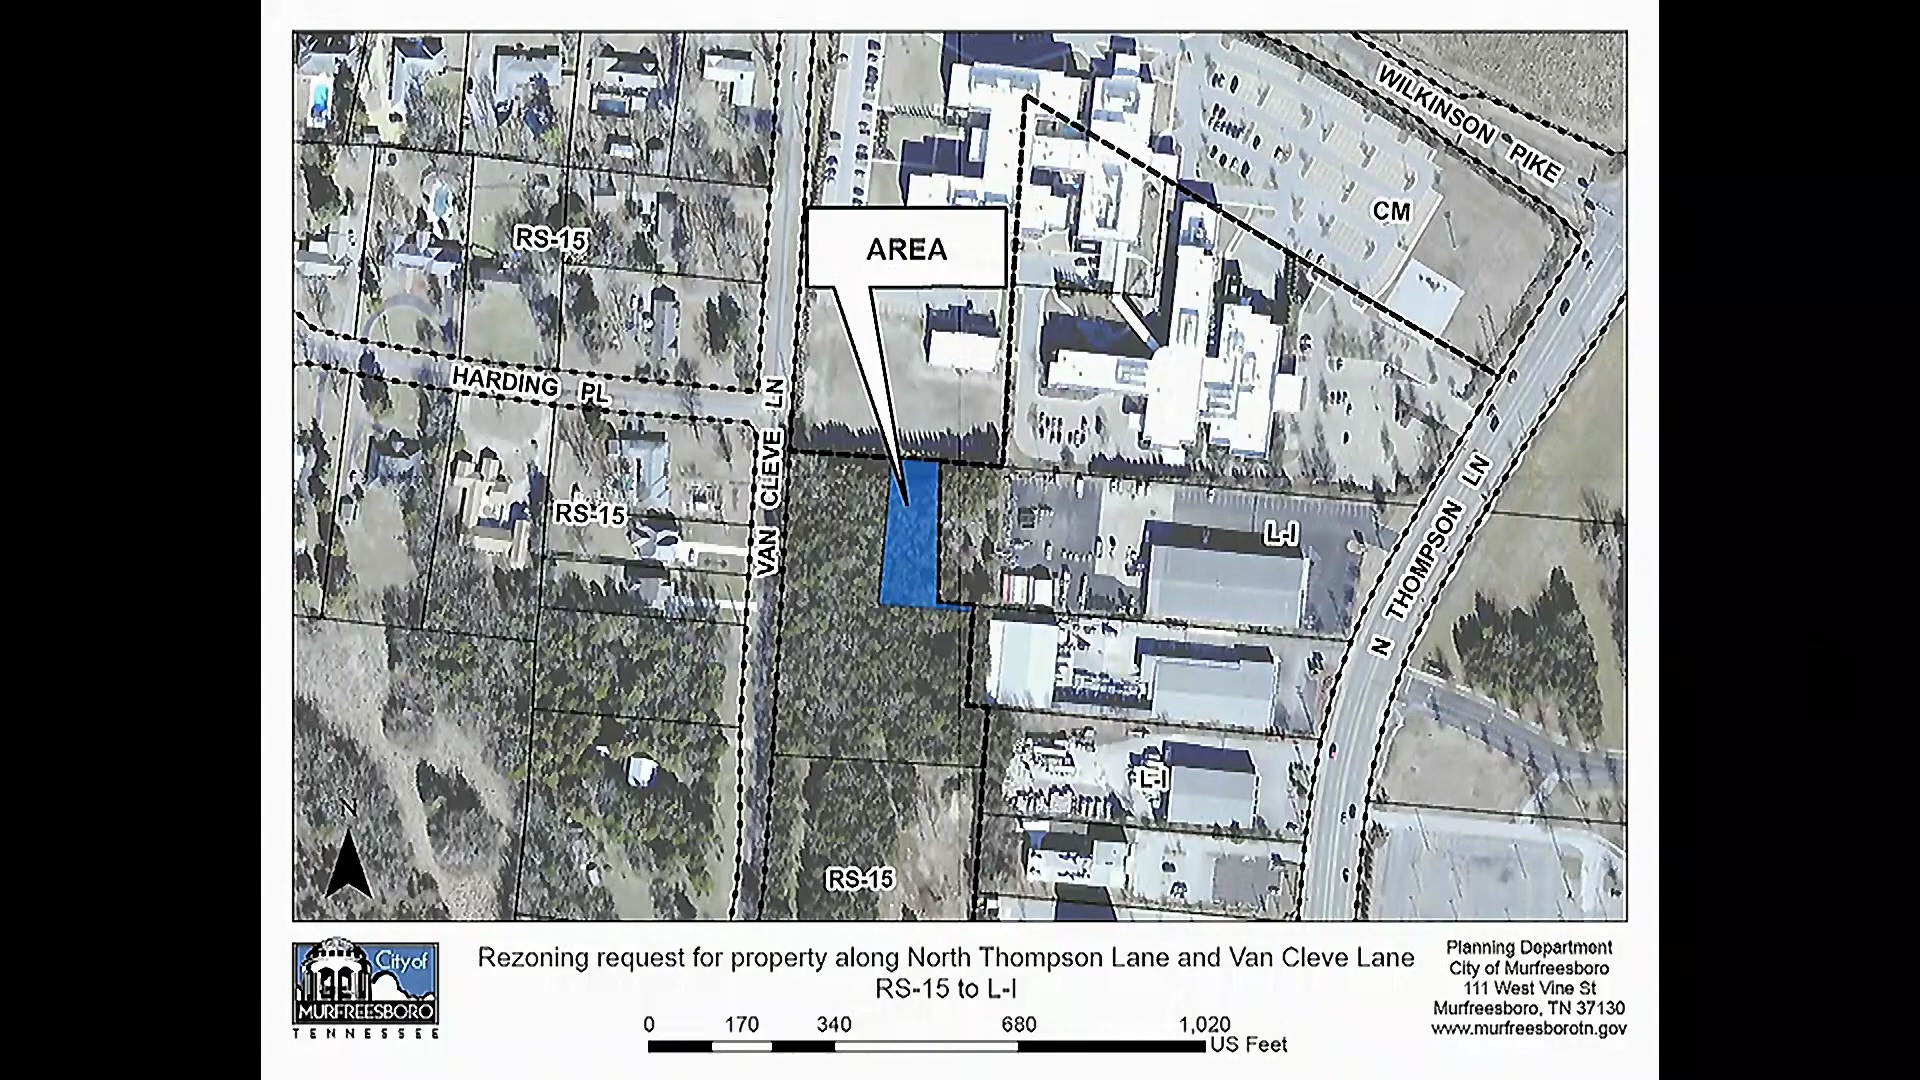 WILKINSON PIKE
CM
RS-15
AREA
HARDING PL
VAN CLEVE LN
RS-15
L-I
N THOMPSON LN
L-I
RS-15
N
City of
MURFREESBORO
TENNESSEE
Rezoning request for property along North Thompson Lane and Van Cleve Lane
RS-15 to L-I
0 170 340 680 1,020
US Feet
Planning Department
City of Murfreesboro
111 West Vine St
Murfreesboro, TN 37130
www.murfreesborotn.gov